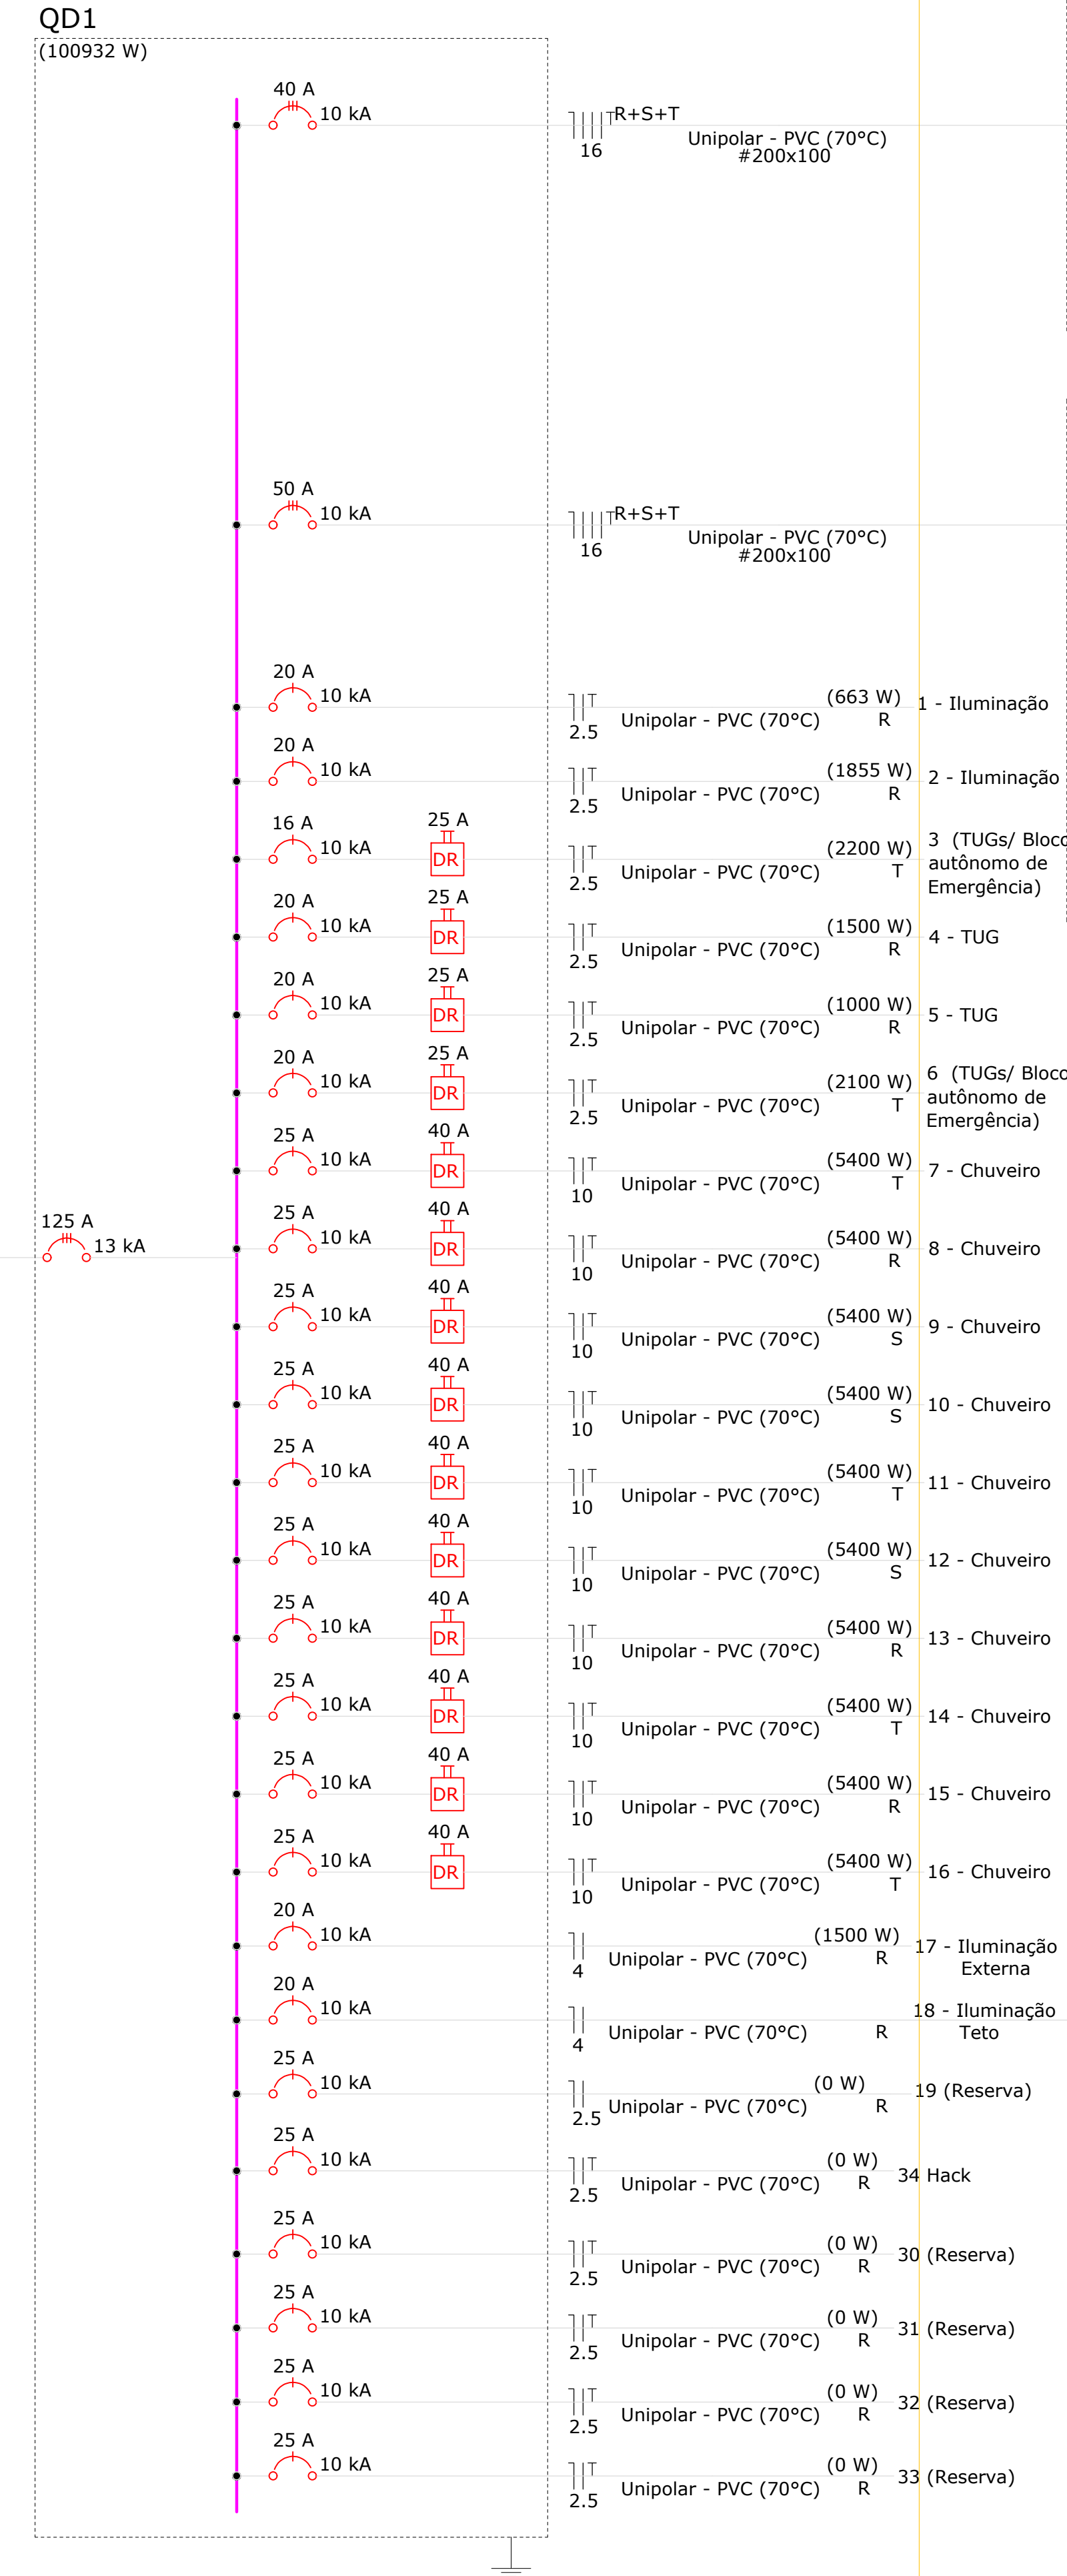 QD1
(100932 W)
40 A
10 kA
R+S+T
16
Unipolar - PVC (70°C)
#200x100
50 A
10 kA
R+S+T
16
Unipolar - PVC (70°C)
#200x100
20 A
10 kA
2.5
Unipolar - PVC (70°C)
(663 W)
R
1 - Iluminação
20 A
10 kA
2.5
Unipolar - PVC (70°C)
(1855 W)
R
2 - Iluminação
16 A
10 kA
25 A
DR
2.5
Unipolar - PVC (70°C)
(2200 W)
T
3 (TUGs/ Bloco
autônomo de
Emergência)
20 A
10 kA
25 A
DR
2.5
Unipolar - PVC (70°C)
(1500 W)
R
4 - TUG
20 A
10 kA
25 A
DR
2.5
Unipolar - PVC (70°C)
(1000 W)
R
5 - TUG
20 A
10 kA
25 A
DR
2.5
Unipolar - PVC (70°C)
(2100 W)
T
6 (TUGs/ Bloco
autônomo de
Emergência)
25 A
10 kA
40 A
DR
10
Unipolar - PVC (70°C)
(5400 W)
T
7 - Chuveiro
125 A
13 kA
25 A
10 kA
40 A
DR
10
Unipolar - PVC (70°C)
(5400 W)
R
8 - Chuveiro
25 A
10 kA
40 A
DR
10
Unipolar - PVC (70°C)
(5400 W)
S
9 - Chuveiro
25 A
10 kA
40 A
DR
10
Unipolar - PVC (70°C)
(5400 W)
S
10 - Chuveiro
25 A
10 kA
40 A
DR
10
Unipolar - PVC (70°C)
(5400 W)
T
11 - Chuveiro
25 A
10 kA
40 A
DR
10
Unipolar - PVC (70°C)
(5400 W)
S
12 - Chuveiro
25 A
10 kA
40 A
DR
10
Unipolar - PVC (70°C)
(5400 W)
R
13 - Chuveiro
25 A
10 kA
40 A
DR
10
Unipolar - PVC (70°C)
(5400 W)
T
14 - Chuveiro
25 A
10 kA
40 A
DR
10
Unipolar - PVC (70°C)
(5400 W)
R
15 - Chuveiro
25 A
10 kA
40 A
DR
10
Unipolar - PVC (70°C)
(5400 W)
T
16 - Chuveiro
20 A
10 kA
4
Unipolar - PVC (70°C)
(1500 W)
R
17 - Iluminação
Externa
20 A
10 kA
4
Unipolar - PVC (70°C)
R
18 - Iluminação
Teto
25 A
10 kA
2.5
Unipolar - PVC (70°C)
(0 W)
R
19 (Reserva)
25 A
10 kA
2.5
Unipolar - PVC (70°C)
(0 W)
R
34 Hack
25 A
10 kA
2.5
Unipolar - PVC (70°C)
(0 W)
R
30 (Reserva)
25 A
10 kA
2.5
Unipolar - PVC (70°C)
(0 W)
R
31 (Reserva)
25 A
10 kA
2.5
Unipolar - PVC (70°C)
(0 W)
R
32 (Reserva)
25 A
10 kA
2.5
Unipolar - PVC (70°C)
(0 W)
R
33 (Reserva)